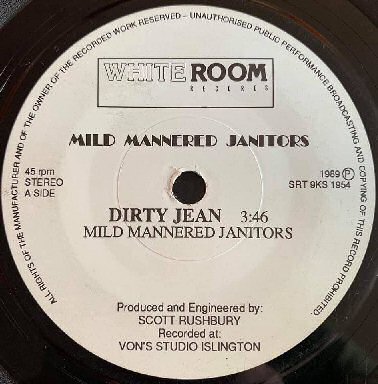 ALL RIGHTS OF THE MANUFACTURER AND OF THE OWNER OF THE RECORDED WORK RESERVED – UNAUTHORISED PUBLIC PERFORMANCE BROADCASTING AND COPYING OF THIS RECORD PROHIBITED.
WHITE ROOM
RECORDS
MILD MANNERED JANITORS
45 rpm
STEREO
A SIDE
1989 Ⓟ
SRT 9KS 1954
DIRTY JEAN 3:46
MILD MANNERED JANITORS
Produced and Engineered by:
SCOTT RUSHBURY
Recorded at:
VON'S STUDIO ISLINGTON